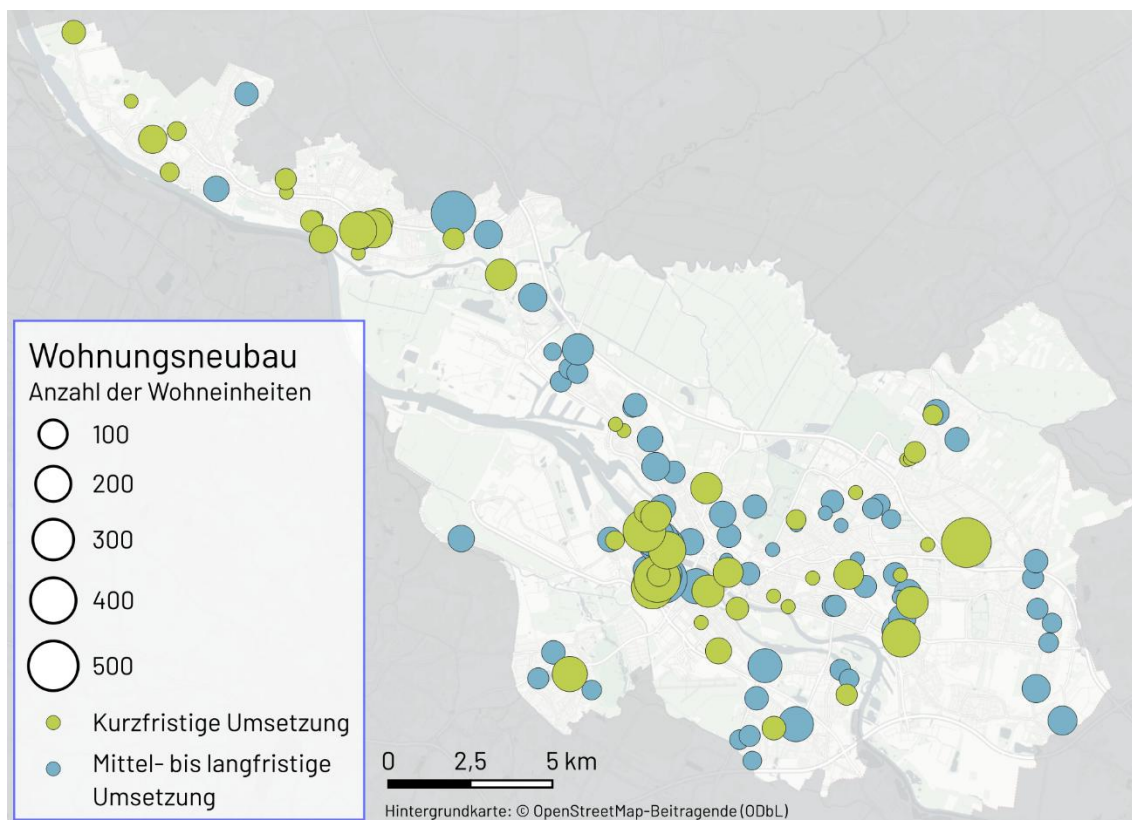 Wohnungsneubau
Anzahl der Wohneinheiten
100
200
300
400
500
Kurzfristige Umsetzung
Mittel- bis langfristige
Umsetzung
0 2,5 5 km
Hintergrundkarte: © OpenStreetMap-Beitragende (ODbL)